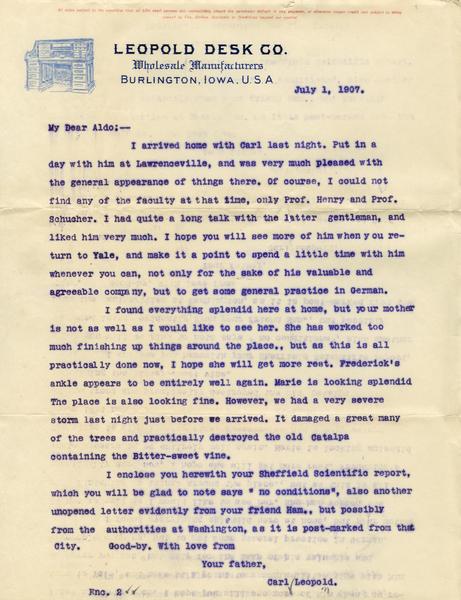 LEOPOLD DESK CO.
Wholesale Manufacturers
BURLINGTON, IOWA, U.S.A
July 1, 1907.
My Dear Aldo:--
I arrived home with Carl last night. Put in a
day with him at Lawrenceville, and was very much pleased with
the general appearance of things there. Of course, I could not
find any of the faculty at that time, only Prof. Henry and Prof.
Schucher. I had quite a long talk with the latter gentleman, and
liked him very much. I hope you will see more of him when you re-
turn to Yale, and make it a point to spend a little time with him
whenever you can, not only for the sake of his valuable and
agreeable company, but to get some general practice in German.
I found everything splendid here at home, but your mother
is not as well as I would like to see her. She has worked too
much finishing up things around the place., but as this is all
practically done now, I hope she will get more rest. Frederick's
ankle appears to be entirely well again. Marie is looking splendid
The place is also looking fine. However, we had a very severe
storm last night just before we arrived. It damaged a great many
of the trees and practically destroyed the old Catalpa
containing the Bitter-sweet vine.
I enclose you herewith your Sheffield Scientific report,
which you will be glad to note says " no conditions", also another
unopened letter evidently from your friend Ham., but possibly
from the authorities at Washington, as it is post-marked from that
City. Good-by. With love from
Your father,
Carl Leopold.
Enc. 2